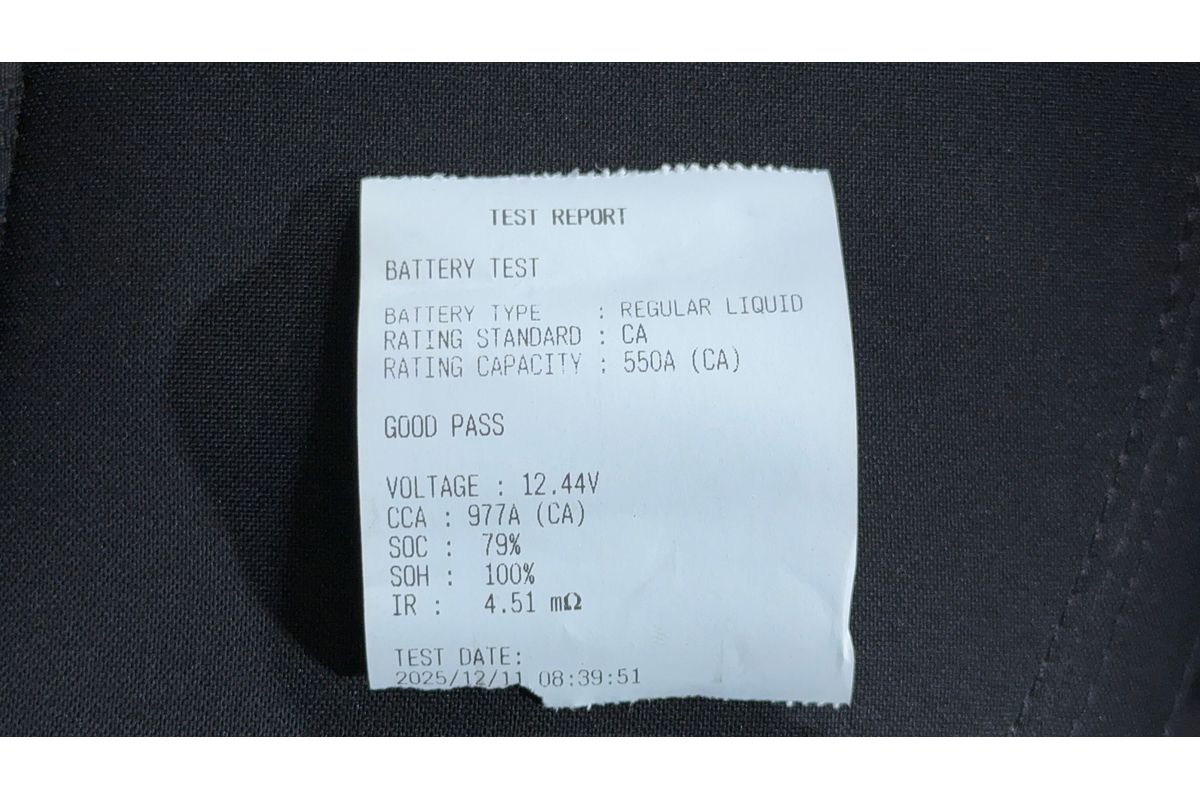 TEST REPORT
BATTERY TEST
BATTERY TYPE : REGULAR LIQUID
RATING STANDARD : CA
RATING CAPACITY : 550A (CA)
GOOD PASS
VOLTAGE : 12.44V
CCA : 977A (CA)
SOC : 79%
SOH : 100%
IR : 4.51 mΩ
TEST DATE:
2025/12/11 08:39:51